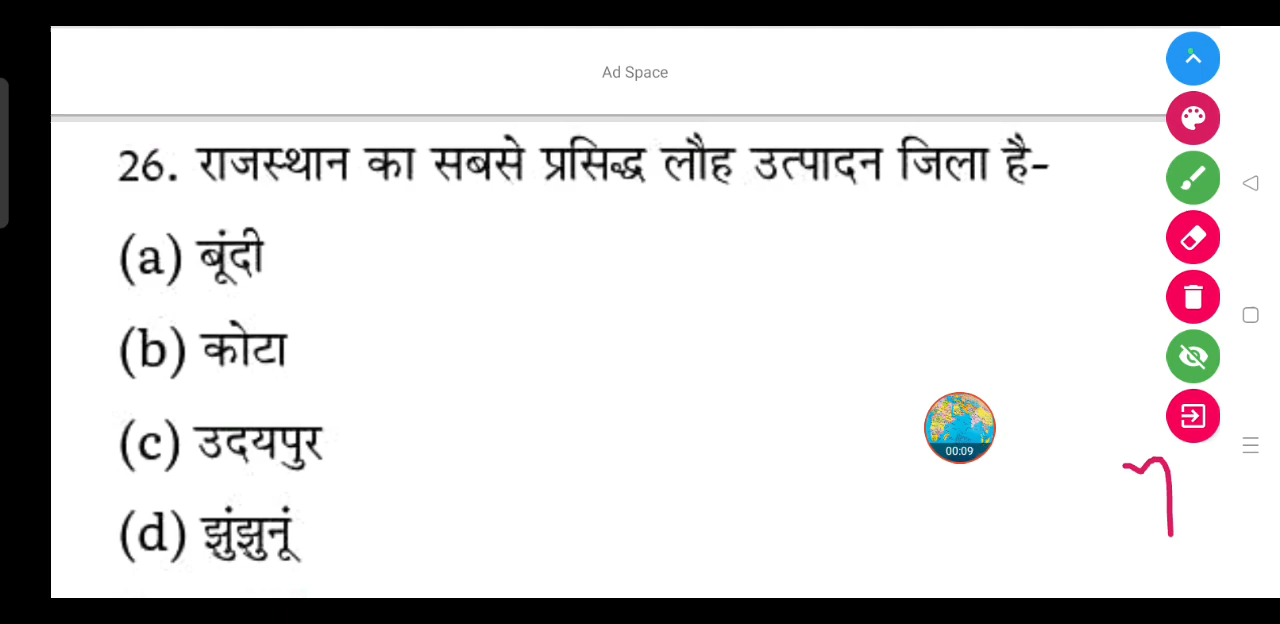 Ad Space
26. राजस्थान का सबसे प्रसिद्ध लौह उत्पादन जिला है-
(a) बूंदी
(b) कोटा
(c) उदयपुर
(d) झुंझुनूं
00:09